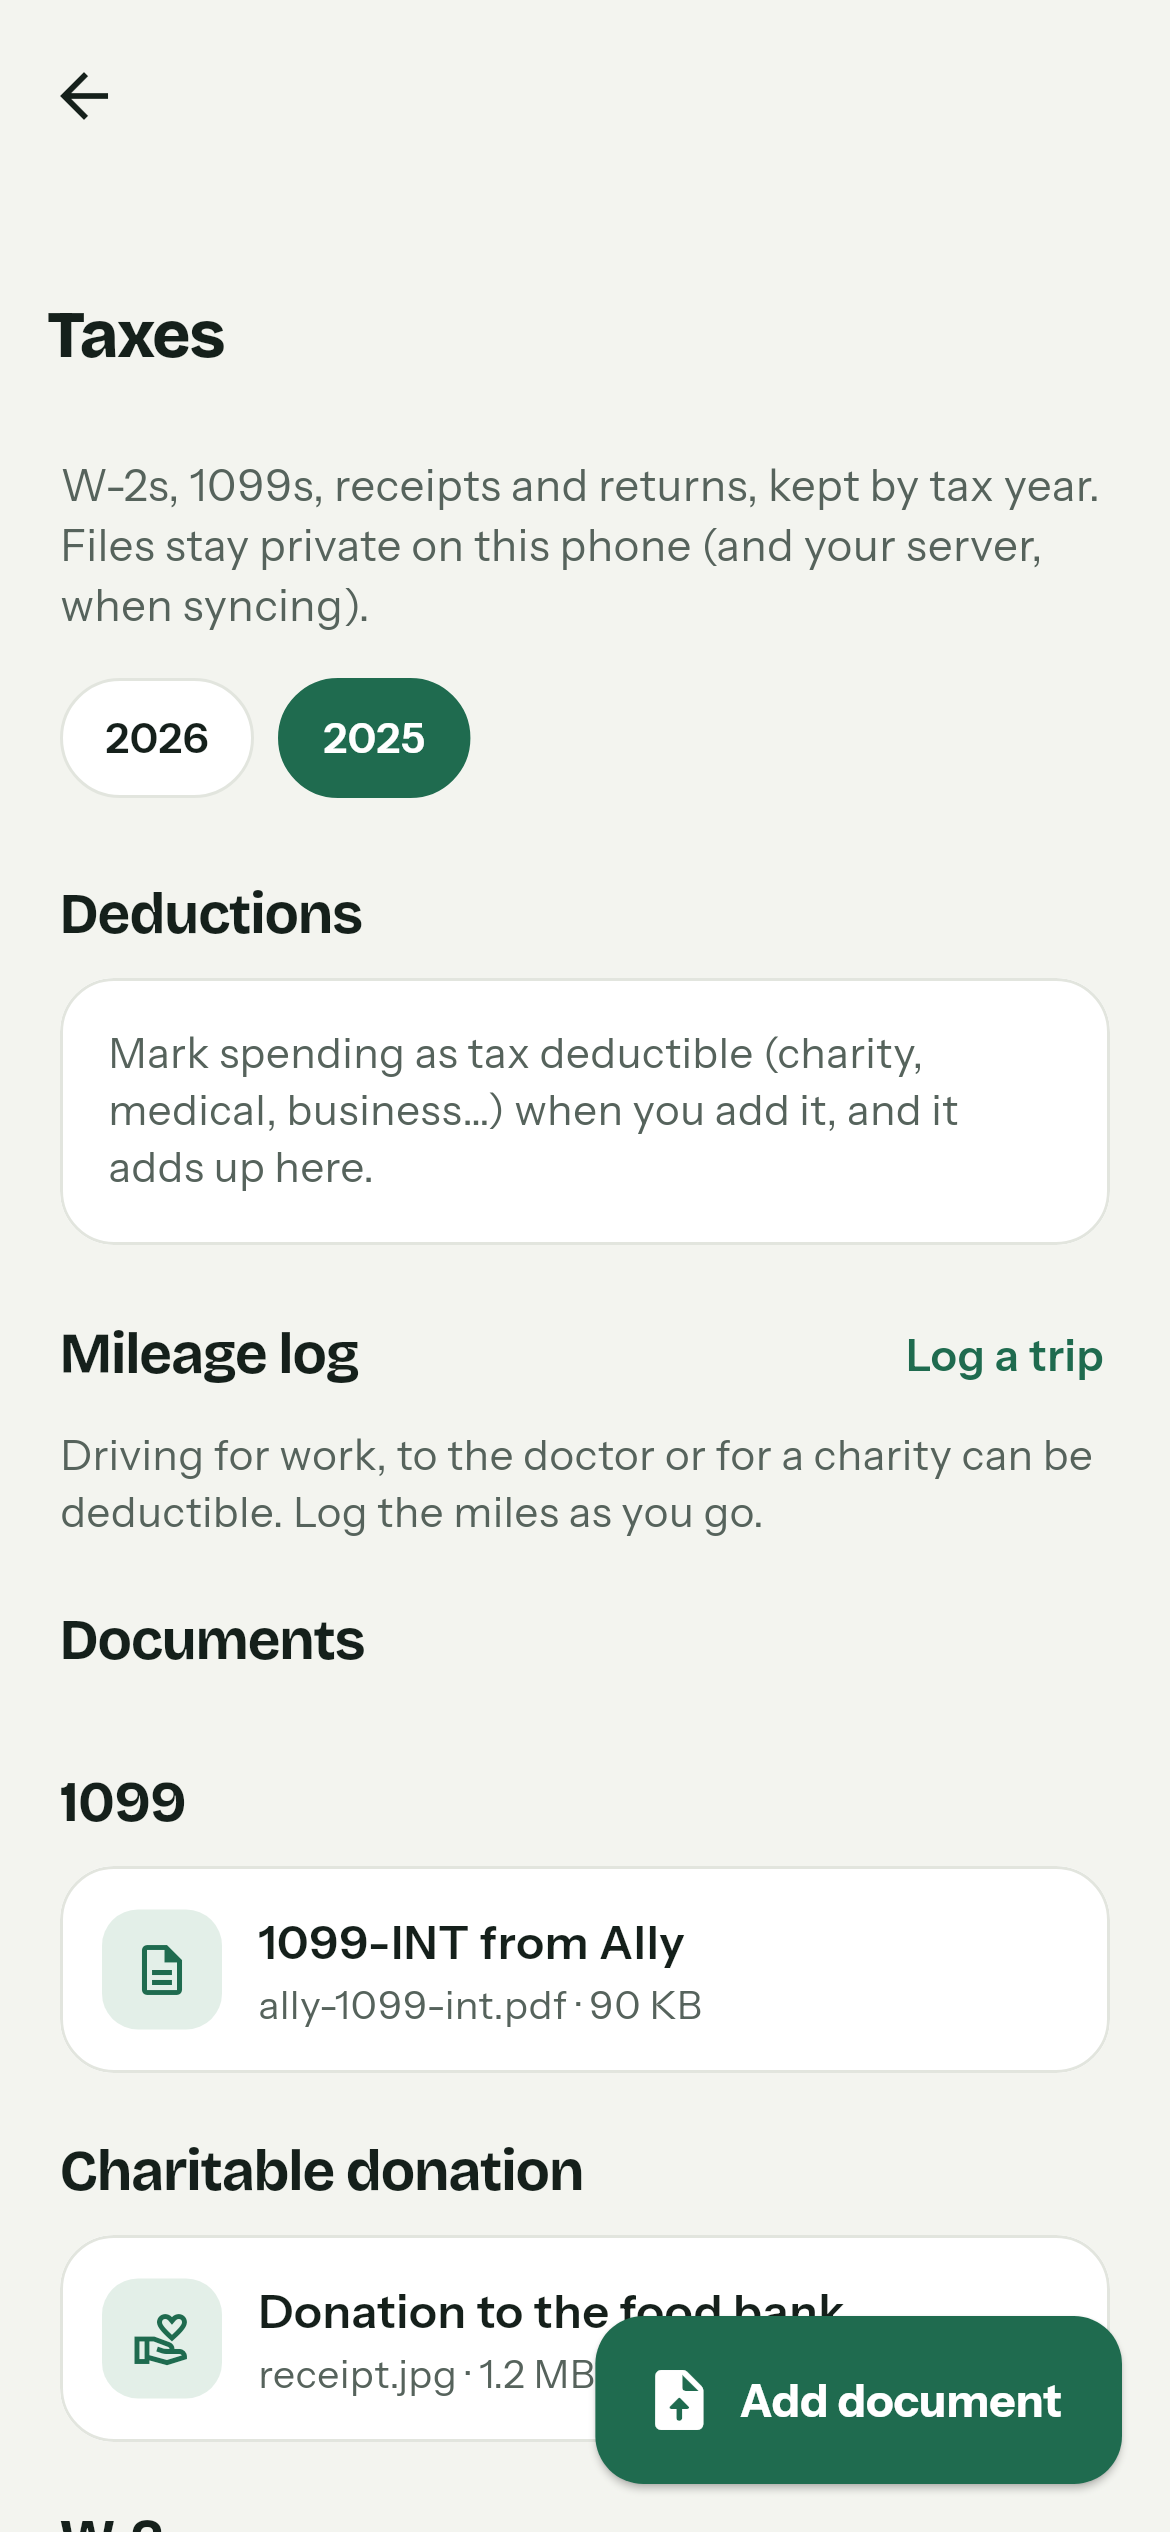 Taxes
W-2s, 1099s, receipts and returns, kept by tax year.
Files stay private on this phone (and your server,
when syncing).
2026 2025
Deductions
Mark spending as tax deductible (charity,
medical, business...) when you add it, and it
adds up here.
Mileage log Log a trip
Driving for work, to the doctor or for a charity can be
deductible. Log the miles as you go.
Documents
1099
1099-INT from Ally
ally-1099-int.pdf · 90 KB
Charitable donation
Donation to the food bank
receipt.jpg · 1.2 MB
Add document
W-2